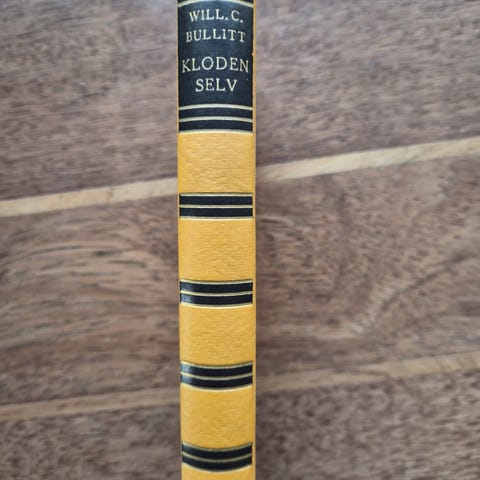 WILL. C.
BULLITT
KLODEN
SELV